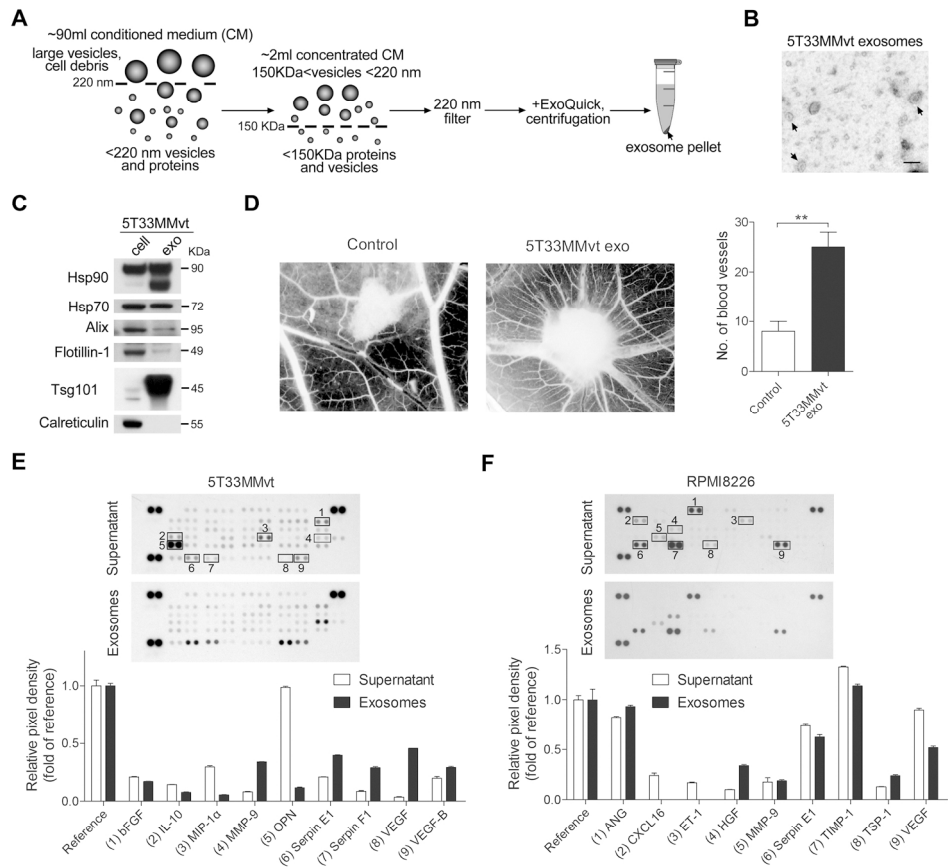 A
~90ml conditioned medium (CM)
large vesicles,
cell debris
220 nm
<220 nm vesicles
and proteins
~2ml concentrated CM
150KDa<vesicles <220 nm
150 KDa
<150KDa proteins
and vesicles
220 nm
filter
+ExoQuick,
centrifugation
exosome pellet
B
5T33MMvt exosomes
C
5T33MMvt
cell exo
KDa
Hsp90 90
Hsp70 72
Alix 95
Flotillin-1 49
Tsg101 45
Calreticulin 55
D
Control
5T33MMvt exo
No. of blood vessels
30
20
10
0
**
Control
5T33MMvt
exo
E
5T33MMvt
Supernatant
Exosomes
1
2
3
4
5
6
7
8
9
Relative pixel density
(fold of reference)
1.0
0.5
0.0
Supernatant
Exosomes
Reference
(1) bFGF
(2) IL-10
(3) MIP-1α
(4) MMP-9
(5) OPN
(6) Serpin E1
(7) Serpin F1
(8) VEGF
(9) VEGF-B
F
RPMI8226
Supernatant
Exosomes
1
2
3
4
5
6
7
8
9
Relative pixel density
(fold of reference)
1.5
1.0
0.5
0.0
Supernatant
Exosomes
Reference
(1) ANG
(2) CXCL16
(3) ET-1
(4) HGF
(5) MMP-9
(6) Serpin E1
(7) TIMP-1
(8) TSP-1
(9) VEGF